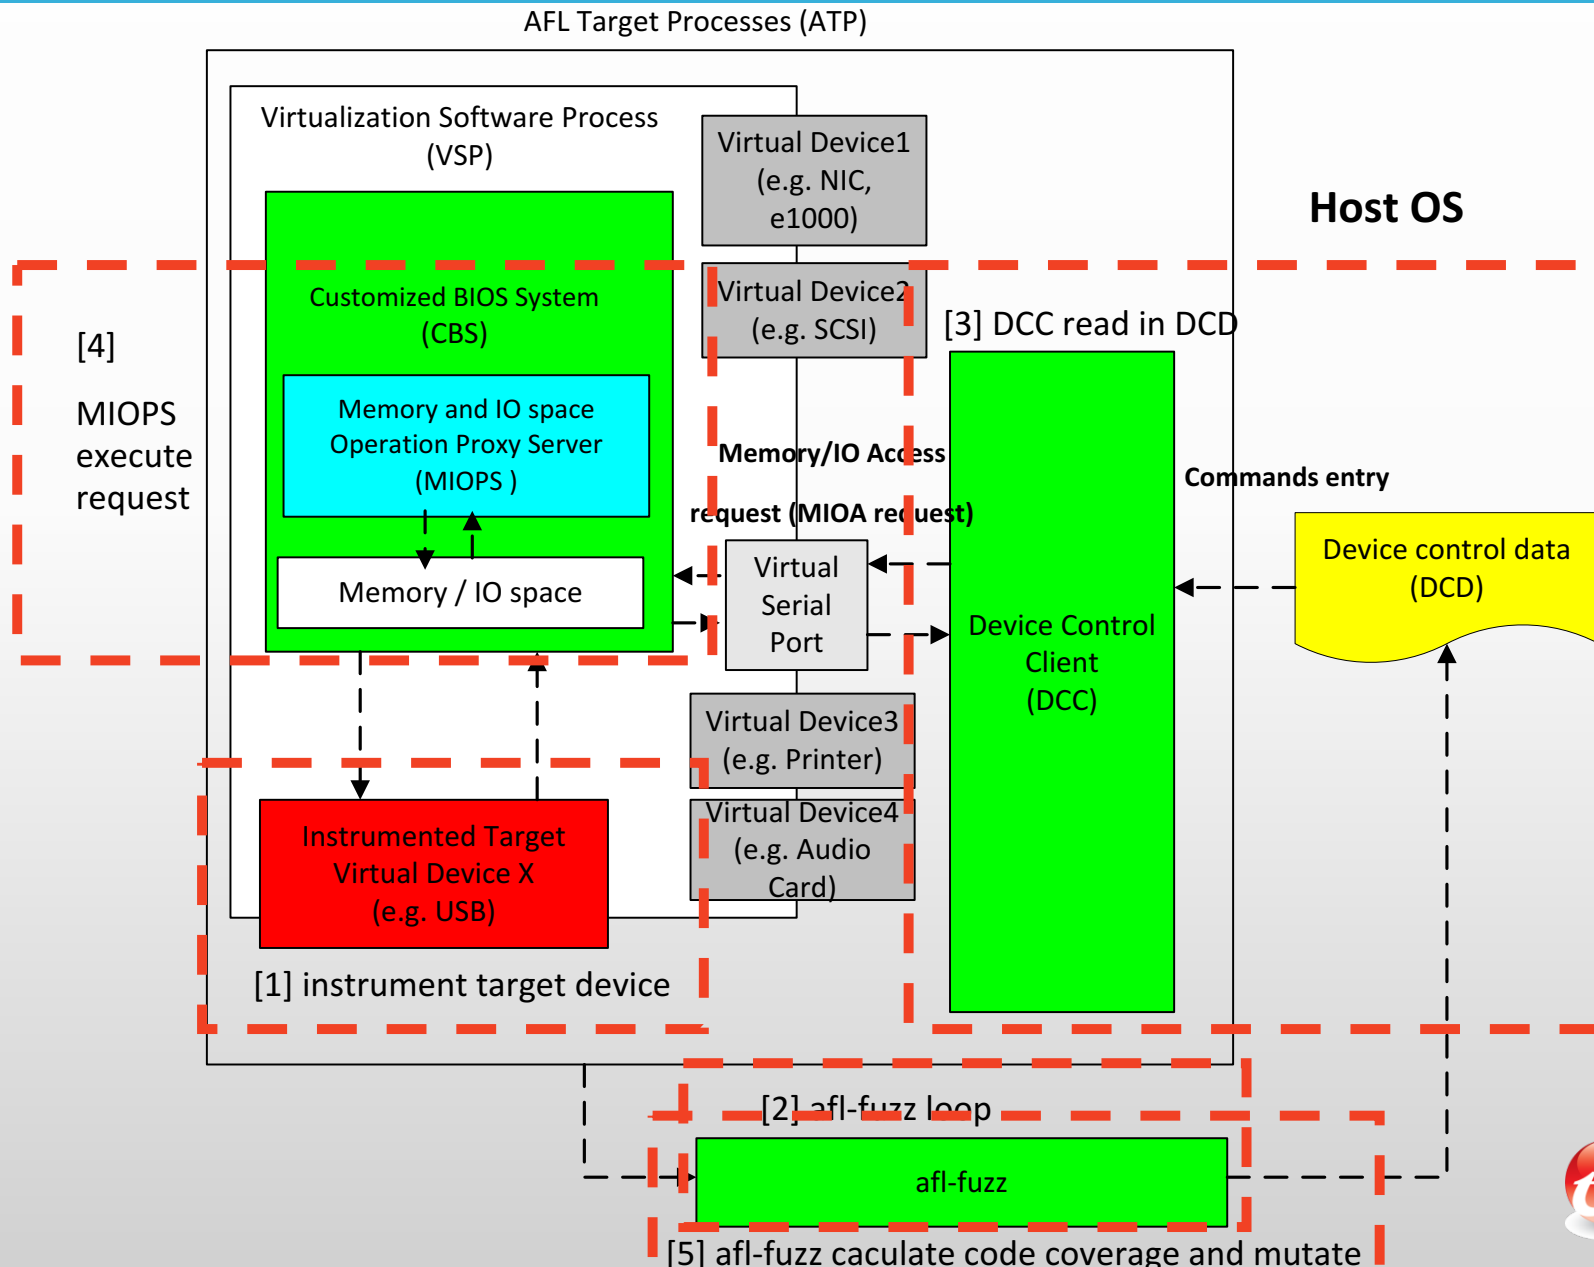 AFL Target Processes (ATP)
Virtualization Software Process
(VSP)
Virtual Device1
(e.g. NIC,
e1000)
Host OS
Customized BIOS System
(CBS)
Virtual Device2
(e.g. SCSI)
[3] DCC read in DCD
[4]
MIOPS
execute
request
Memory and IO space
Operation Proxy Server
(MIOPS )
Memory/IO Access
request (MIOA request)
Commands entry
Memory / IO space
Virtual
Serial
Port
Device Control
Client
(DCC)
Device control data
(DCD)
Virtual Device3
(e.g. Printer)
Virtual Device4
(e.g. Audio
Card)
Instrumented Target
Virtual Device X
(e.g. USB)
[1] instrument target device
[2] afl-fuzz loop
afl-fuzz
[5] afl-fuzz caculate code coverage and mutate